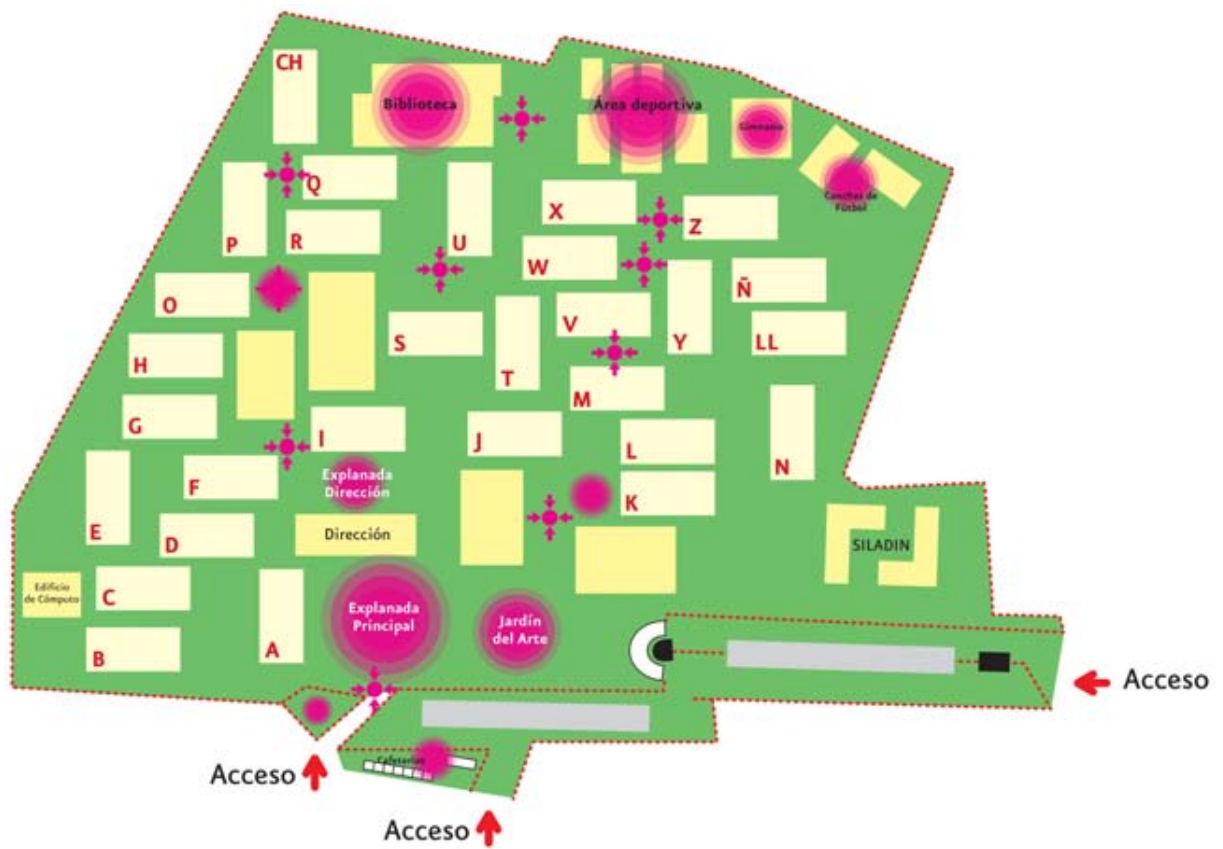 CH
Biblioteca
Área deportiva
Gimnasio
Canchas de
Fútbol
Q
P
R
U
X
Z
W
O
Ñ
S
V
Y
LL
H
T
M
G
I
J
L
N
F
Explanada
Dirección
K
E
D
Dirección
SILADIN
Edificio
de Cómputo
C
Explanada
Principal
Jardín
del Arte
A
B
Acceso
Cafeterías
Acceso
Acceso